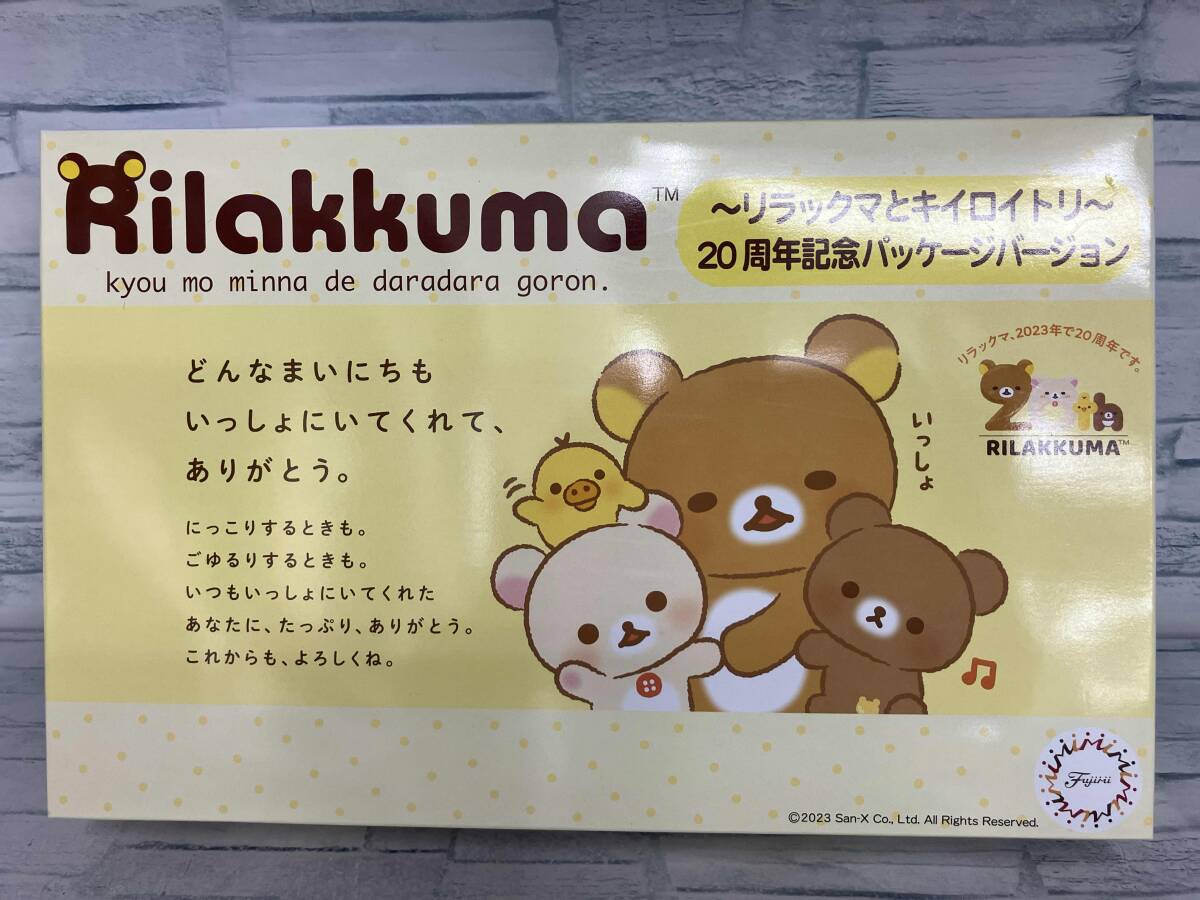 Rilakkuma™
kyou mo minna de daradara goron.
～リラックマとキイロイトリ～
20周年記念パッケージバージョン
リラックマ、2023年で20周年です。
RILAKKUMA™
どんなまいにちも
いっしょにいてくれて、
ありがとう。
にっこりするときも。
ごゆるりするときも。
いつもいっしょにいてくれた
あなたに、たっぷり、ありがとう。
これからも、よろしくね。
いっしょ
Fujimi
©2023 San-X Co., Ltd. All Rights Reserved.